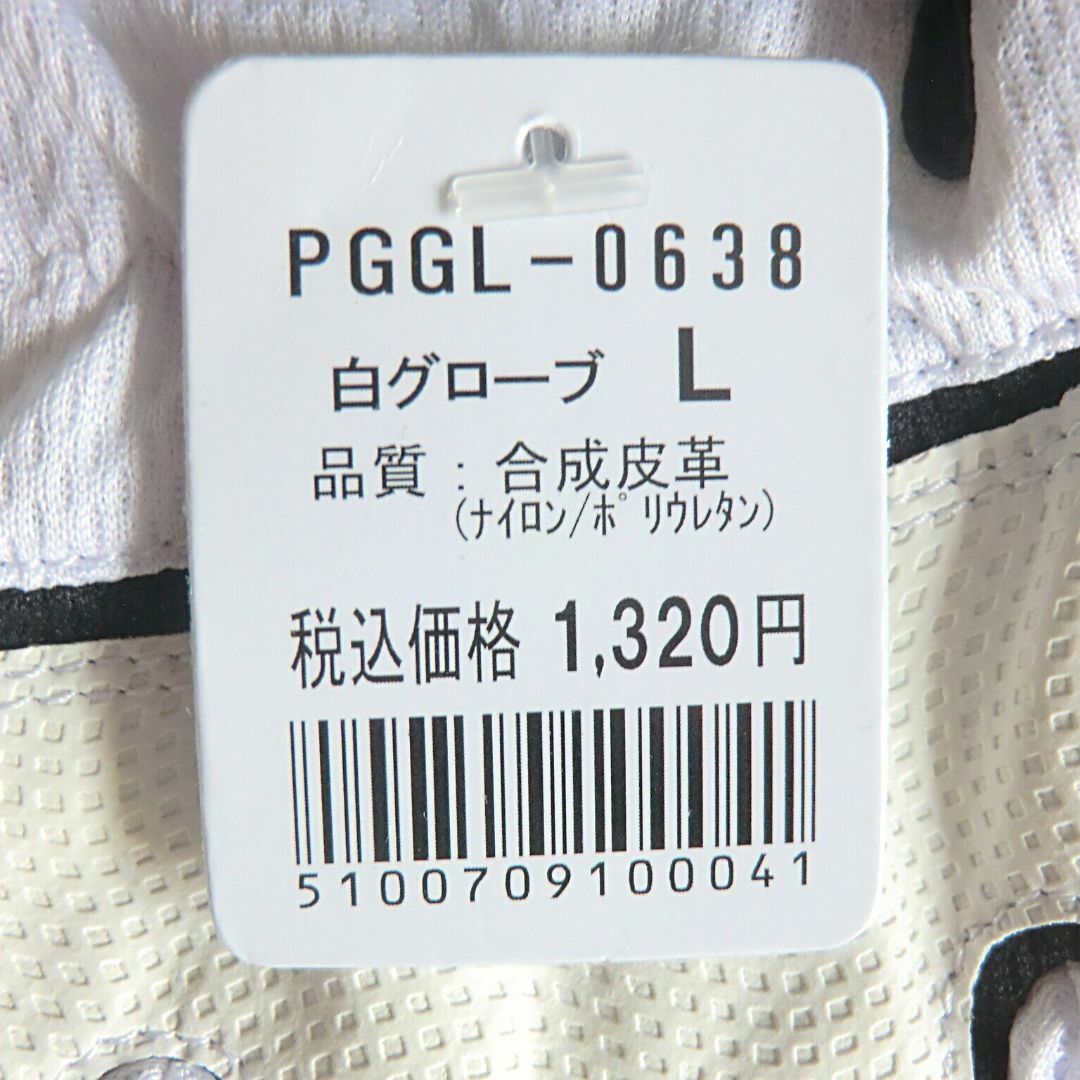 PGGL-0638
白グローブ L
品質：合成皮革
(ﾅｲﾛﾝ/ﾎﾟﾘｳﾚﾀﾝ)
税込価格 1,320円
5100709100041